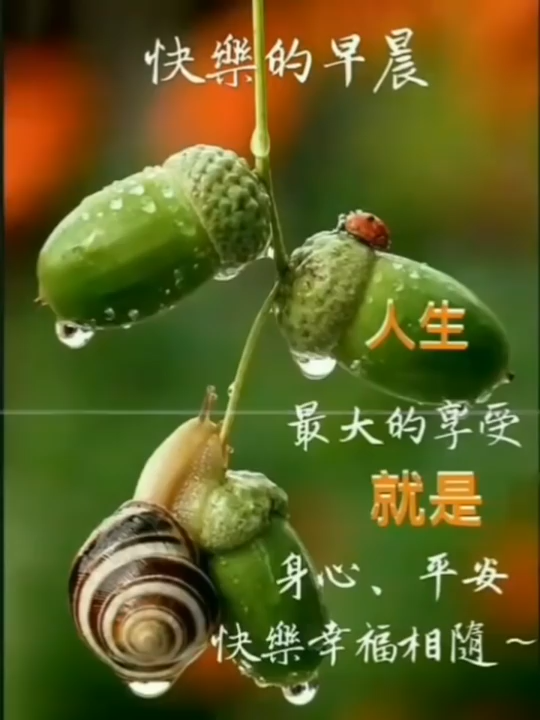 快樂的早晨
人生
最大的享受
就是
身心、平安
快樂幸福相隨~